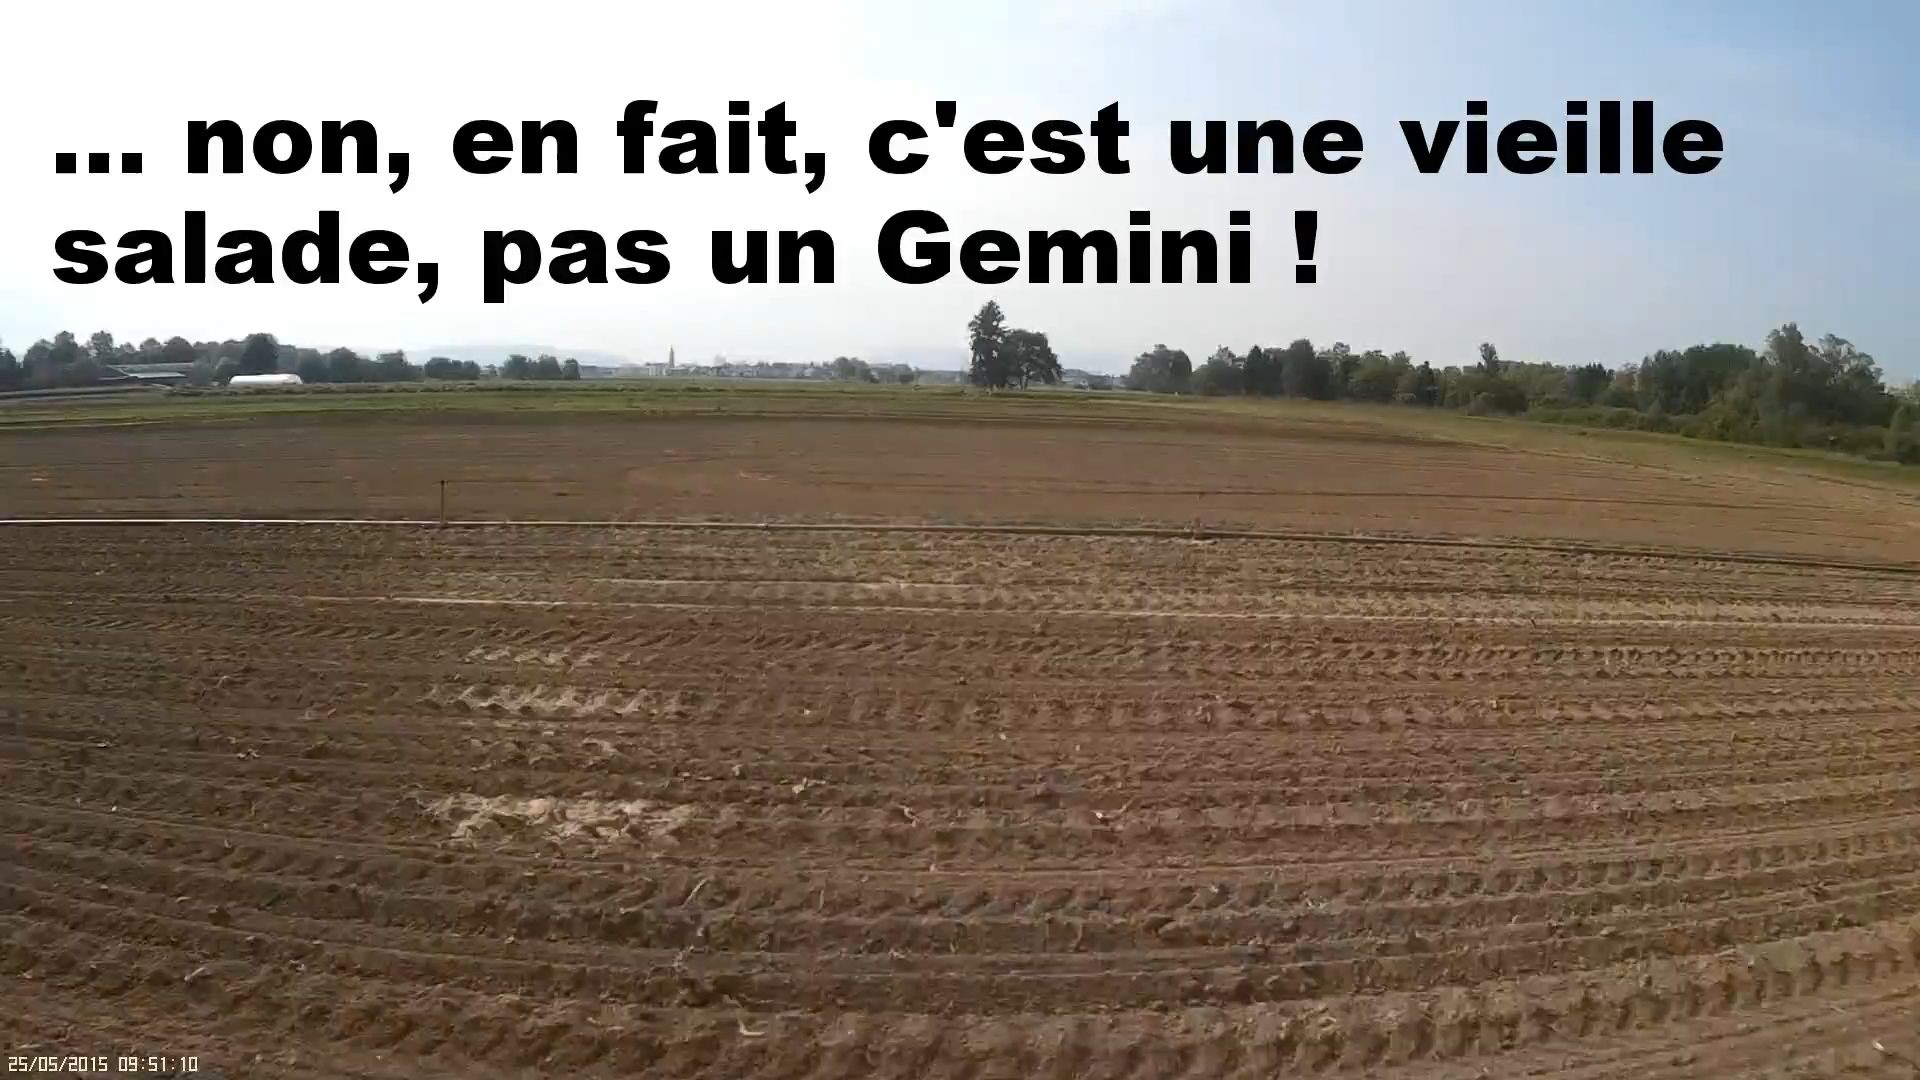 ... non, en fait, c'est une vieille
salade, pas un Gemini !
25/05/2015 09:51:10